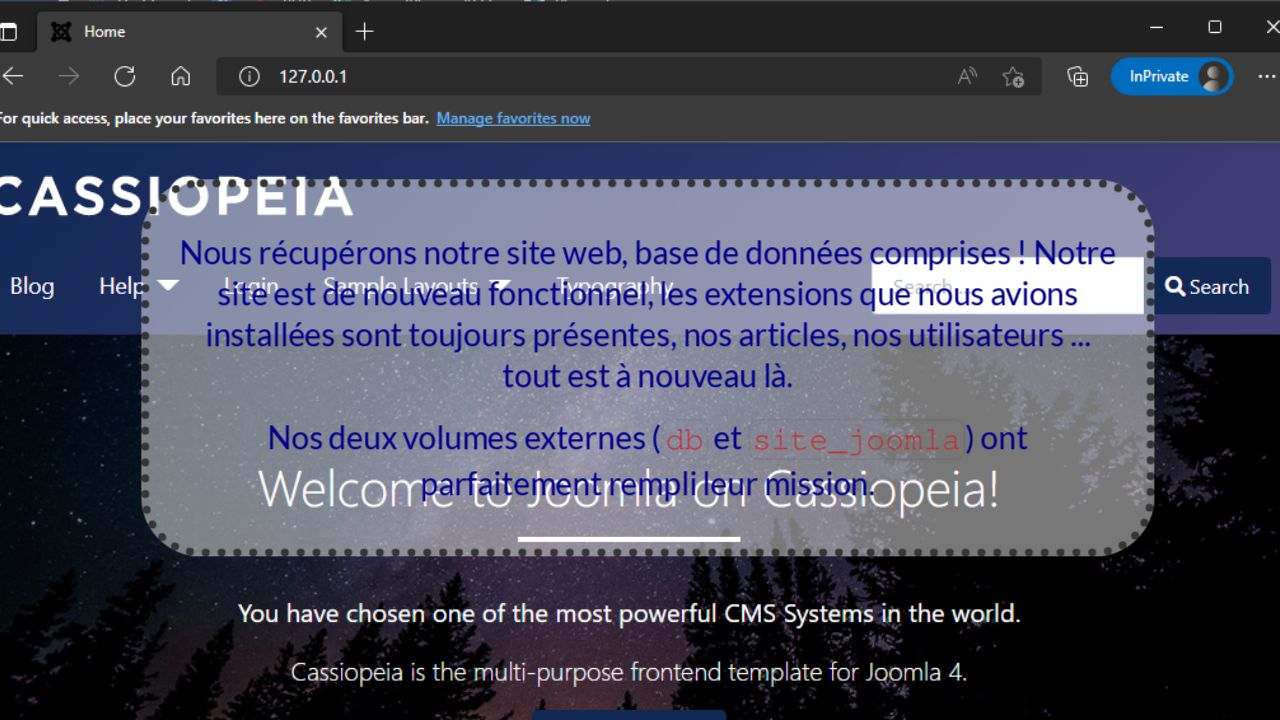 Home
127.0.0.1
InPrivate
For quick access, place your favorites here on the favorites bar. Manage favorites now
CASSIOPEIA
Nous récupérons notre site web, base de données comprises ! Notre
Blog Help Login Sample Layouts Typography Search Search
site est de nouveau fonctionnel, les extensions que nous avions
installées sont toujours présentes, nos articles, nos utilisateurs ...
tout est à nouveau là.
Nos deux volumes externes ( db et site_joomla ) ont
parfaitement rempli leur mission.
Welcome to Joomla on Cassiopeia!
You have chosen one of the most powerful CMS Systems in the world.
Cassiopeia is the multi-purpose frontend template for Joomla 4.